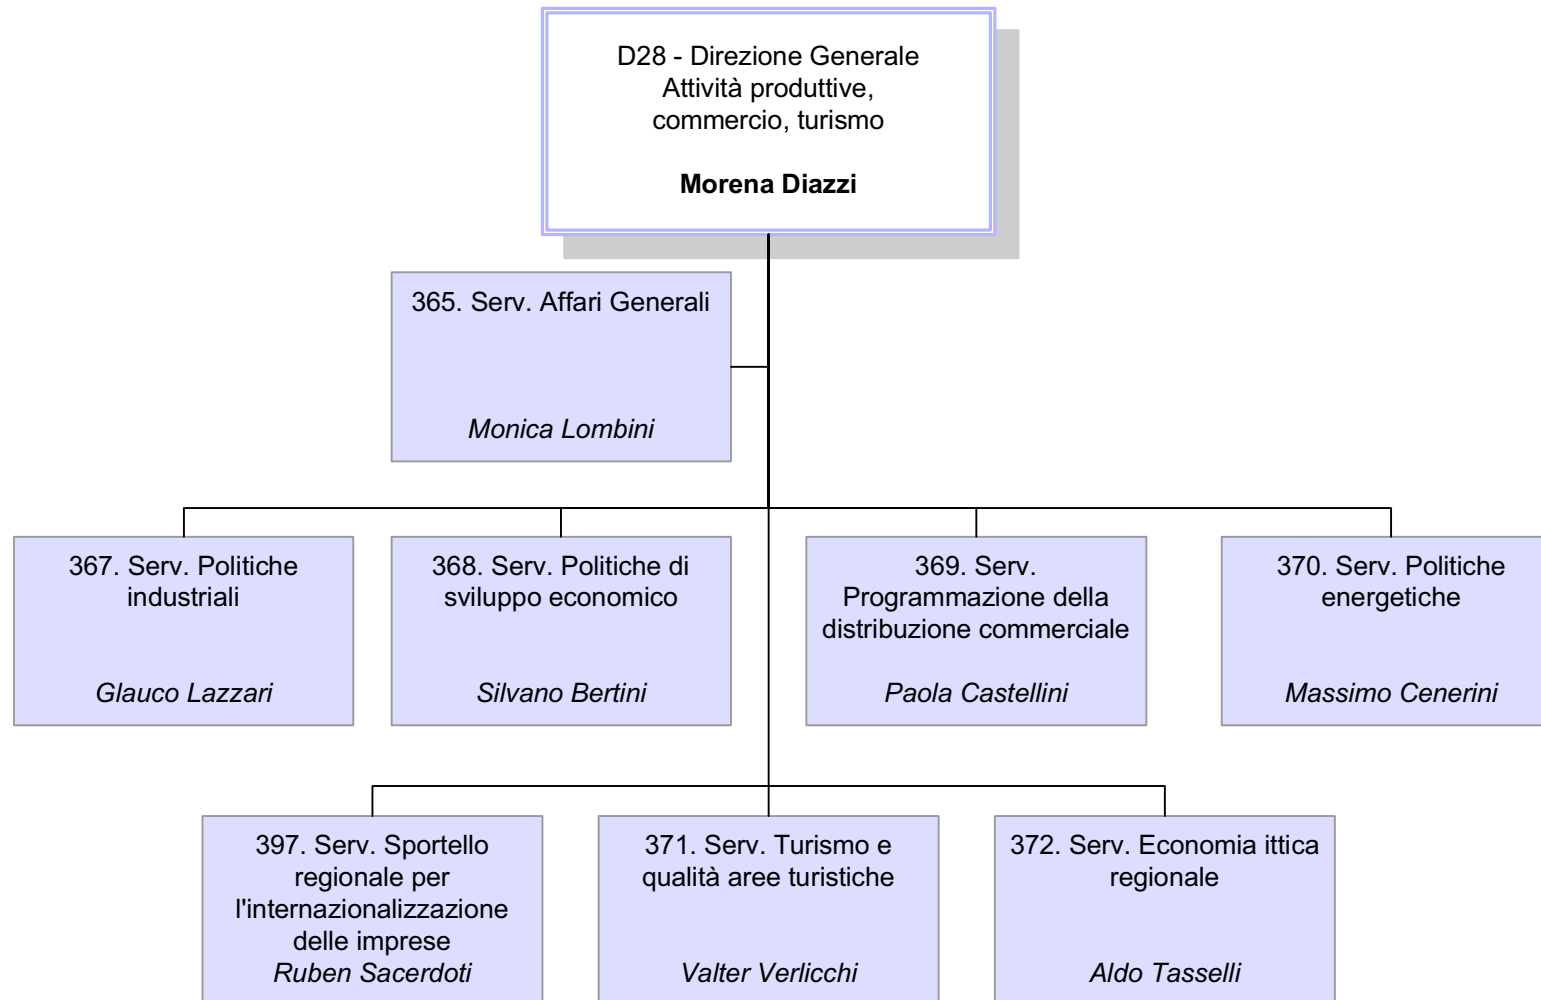 D28 - Direzione Generale
Attività produttive,
commercio, turismo
Morena Diazzi
365. Serv. Affari Generali
Monica Lombini
367. Serv. Politiche
industriali
Glauco Lazzari
368. Serv. Politiche di
sviluppo economico
Silvano Bertini
369. Serv.
Programmazione della
distribuzione commerciale
Paola Castellini
370. Serv. Politiche
energetiche
Massimo Cenerini
397. Serv. Sportello
regionale per
l'internazionalizzazione
delle imprese
Ruben Sacerdoti
371. Serv. Turismo e
qualità aree turistiche
Valter Verlicchi
372. Serv. Economia ittica
regionale
Aldo Tasselli